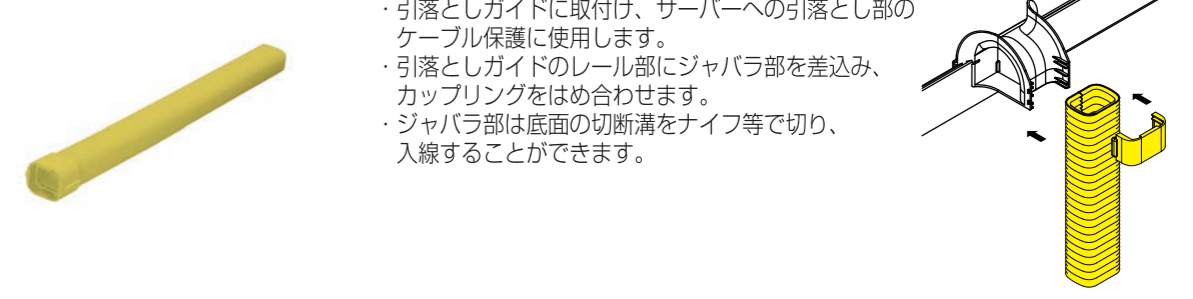 ・引落としガイドに取付け、サーバーへの引落とし部の
ケーブル保護に使用します。
・引落としガイドのレール部にジャバラ部を差込み、
カップリングをはめ合わせます。
・ジャバラ部は底面の切断溝をナイフ等で切り、
入線することができます。